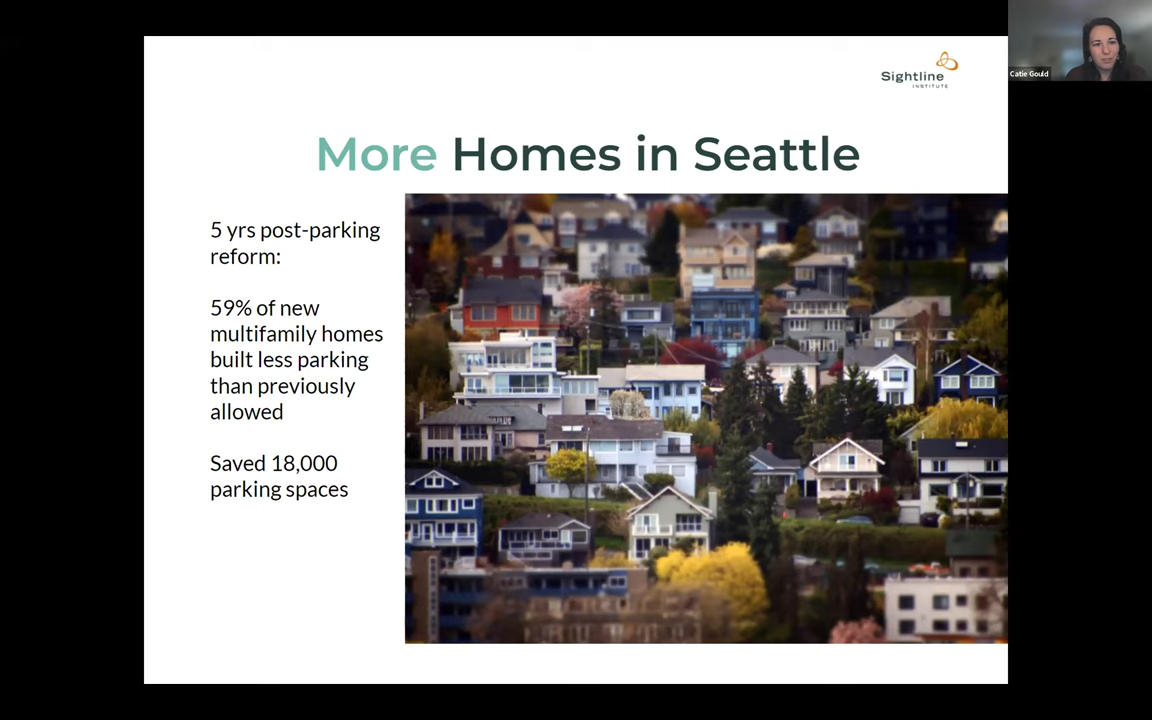 Sightline
INSTITUTE
Catie Gould
More Homes in Seattle
5 yrs post-parking
reform:
59% of new
multifamily homes
built less parking
than previously
allowed
Saved 18,000
parking spaces